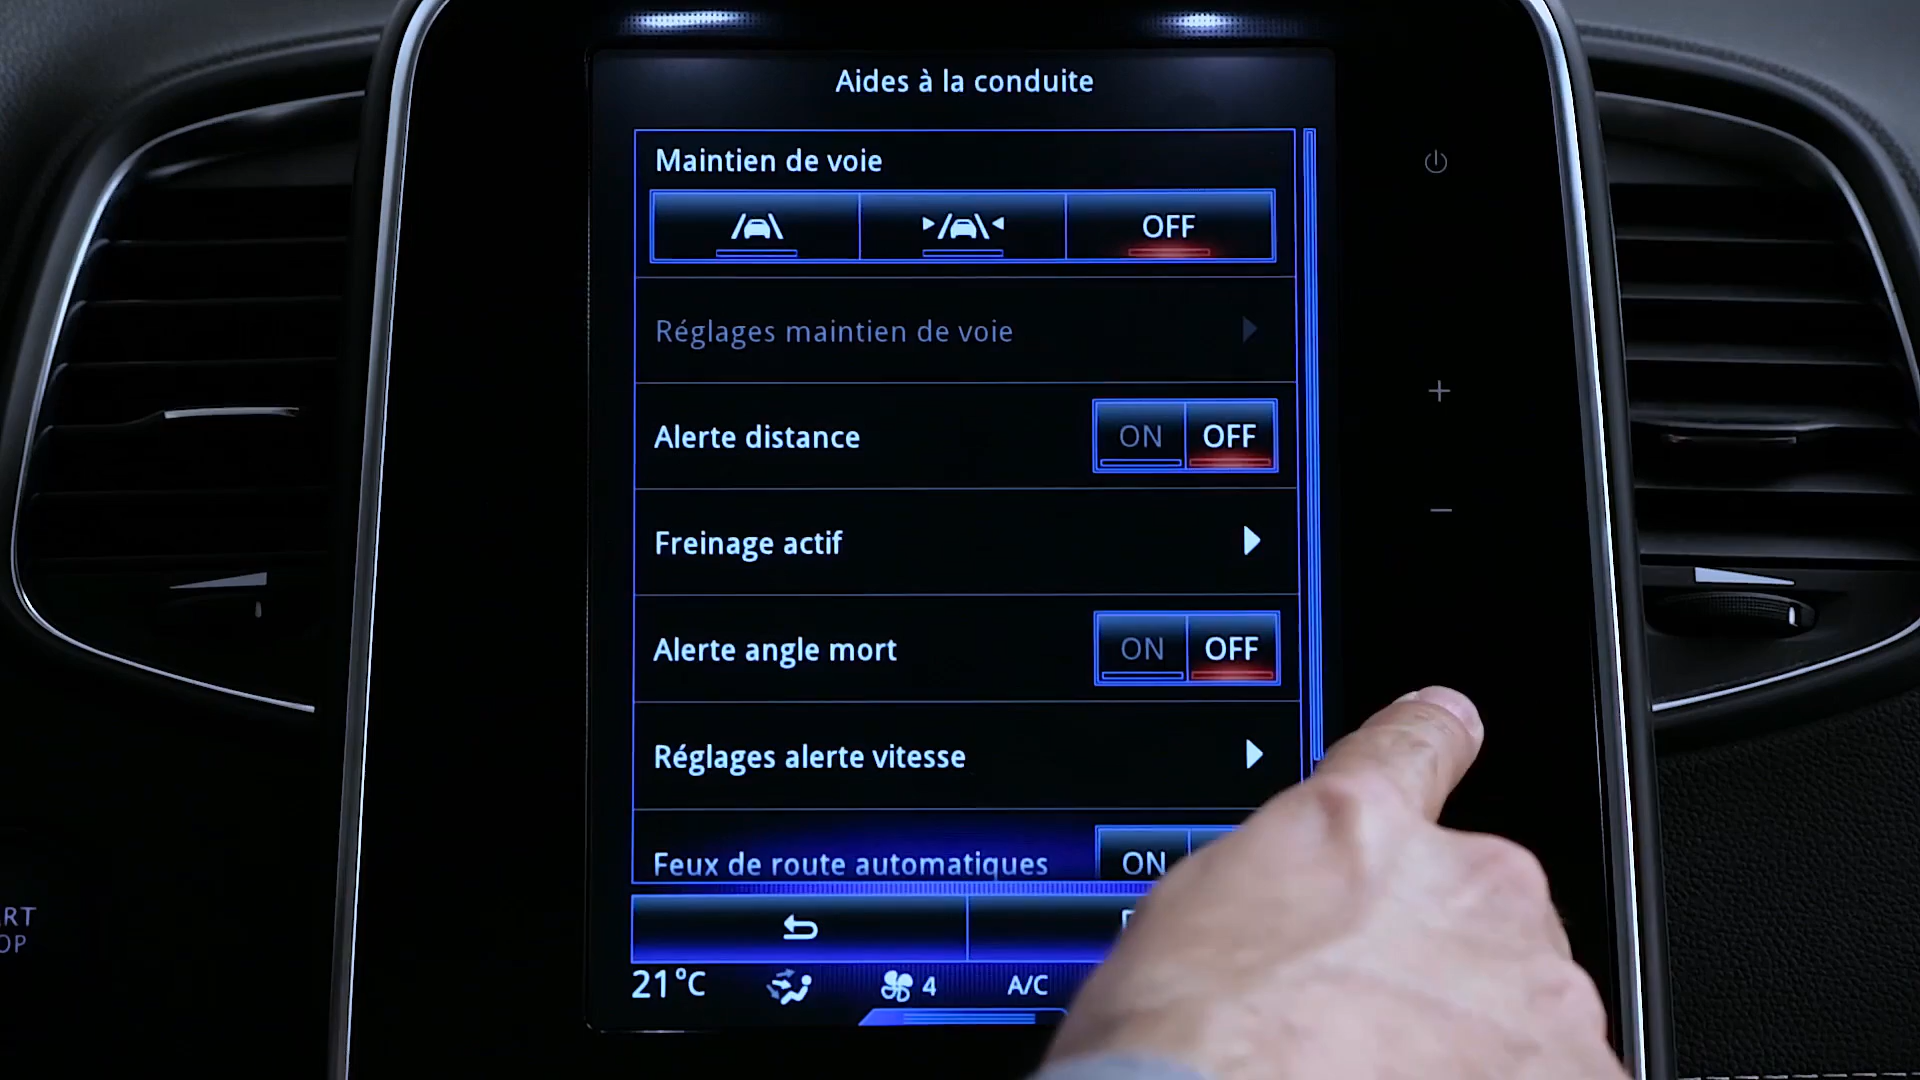 Aides à la conduite
Maintien de voie
OFF
Réglages maintien de voie
Alerte distance ON OFF
Freinage actif
Alerte angle mort ON OFF
Réglages alerte vitesse
Feux de route automatiques ON
21°C 4 A/C